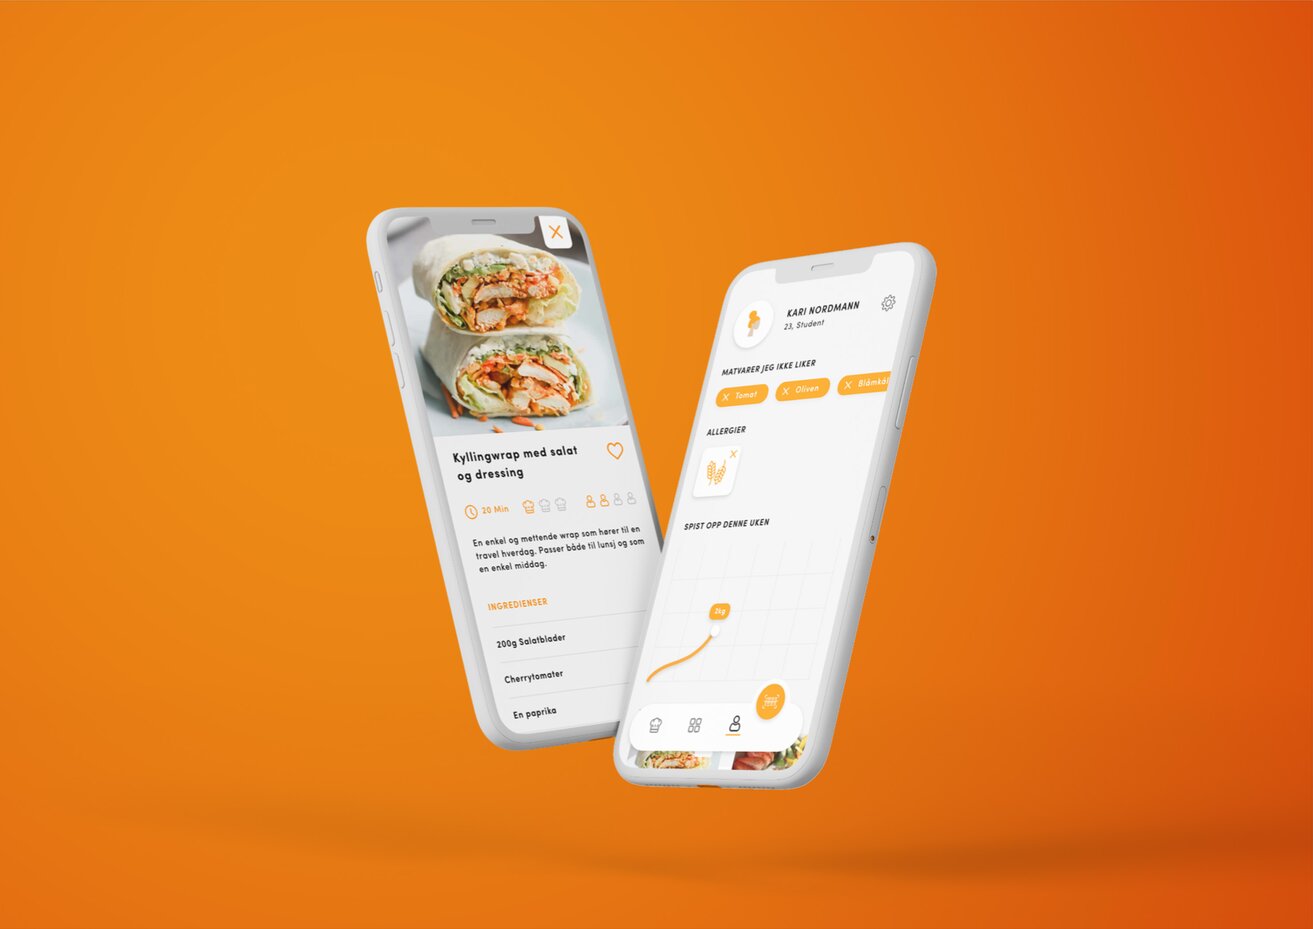 Kyllingwrap med salat
og dressing
20 Min
En enkel og mettende wrap som hører til en
travel hverdag. Passer både til lunsj og som
en enkel middag.
INGREDIENSER
200g Salatblader
Cherrytomater
En paprika
KARI NORDMANN
23, Student
MATVARER JEG IKKE LIKER
Tomat
Oliven
Blåmkål
ALLERGIER
SPIST OPP DENNE UKEN
2kg